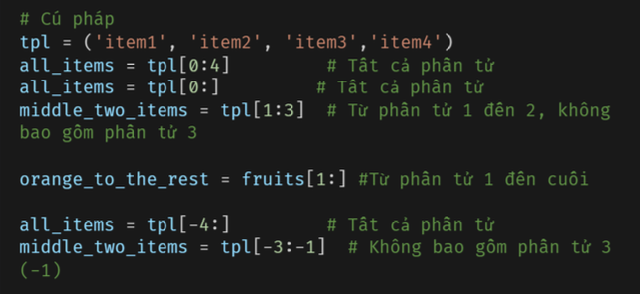 # Cú pháp
tpl = ('item1', 'item2', 'item3','item4')
all_items = tpl[0:4]         # Tất cả phần tử
all_items = tpl[0:]         # Tất cả phần tử
middle_two_items = tpl[1:3]  # Từ phần tử 1 đến 2, không
bao gồm phần tử 3
orange_to_the_rest = fruits[1:] #Từ phần tử 1 đến cuối
all_items = tpl[-4:]         # Tất cả phần tử
middle_two_items = tpl[-3:-1]  # Không bao gồm phần tử 3
(-1)